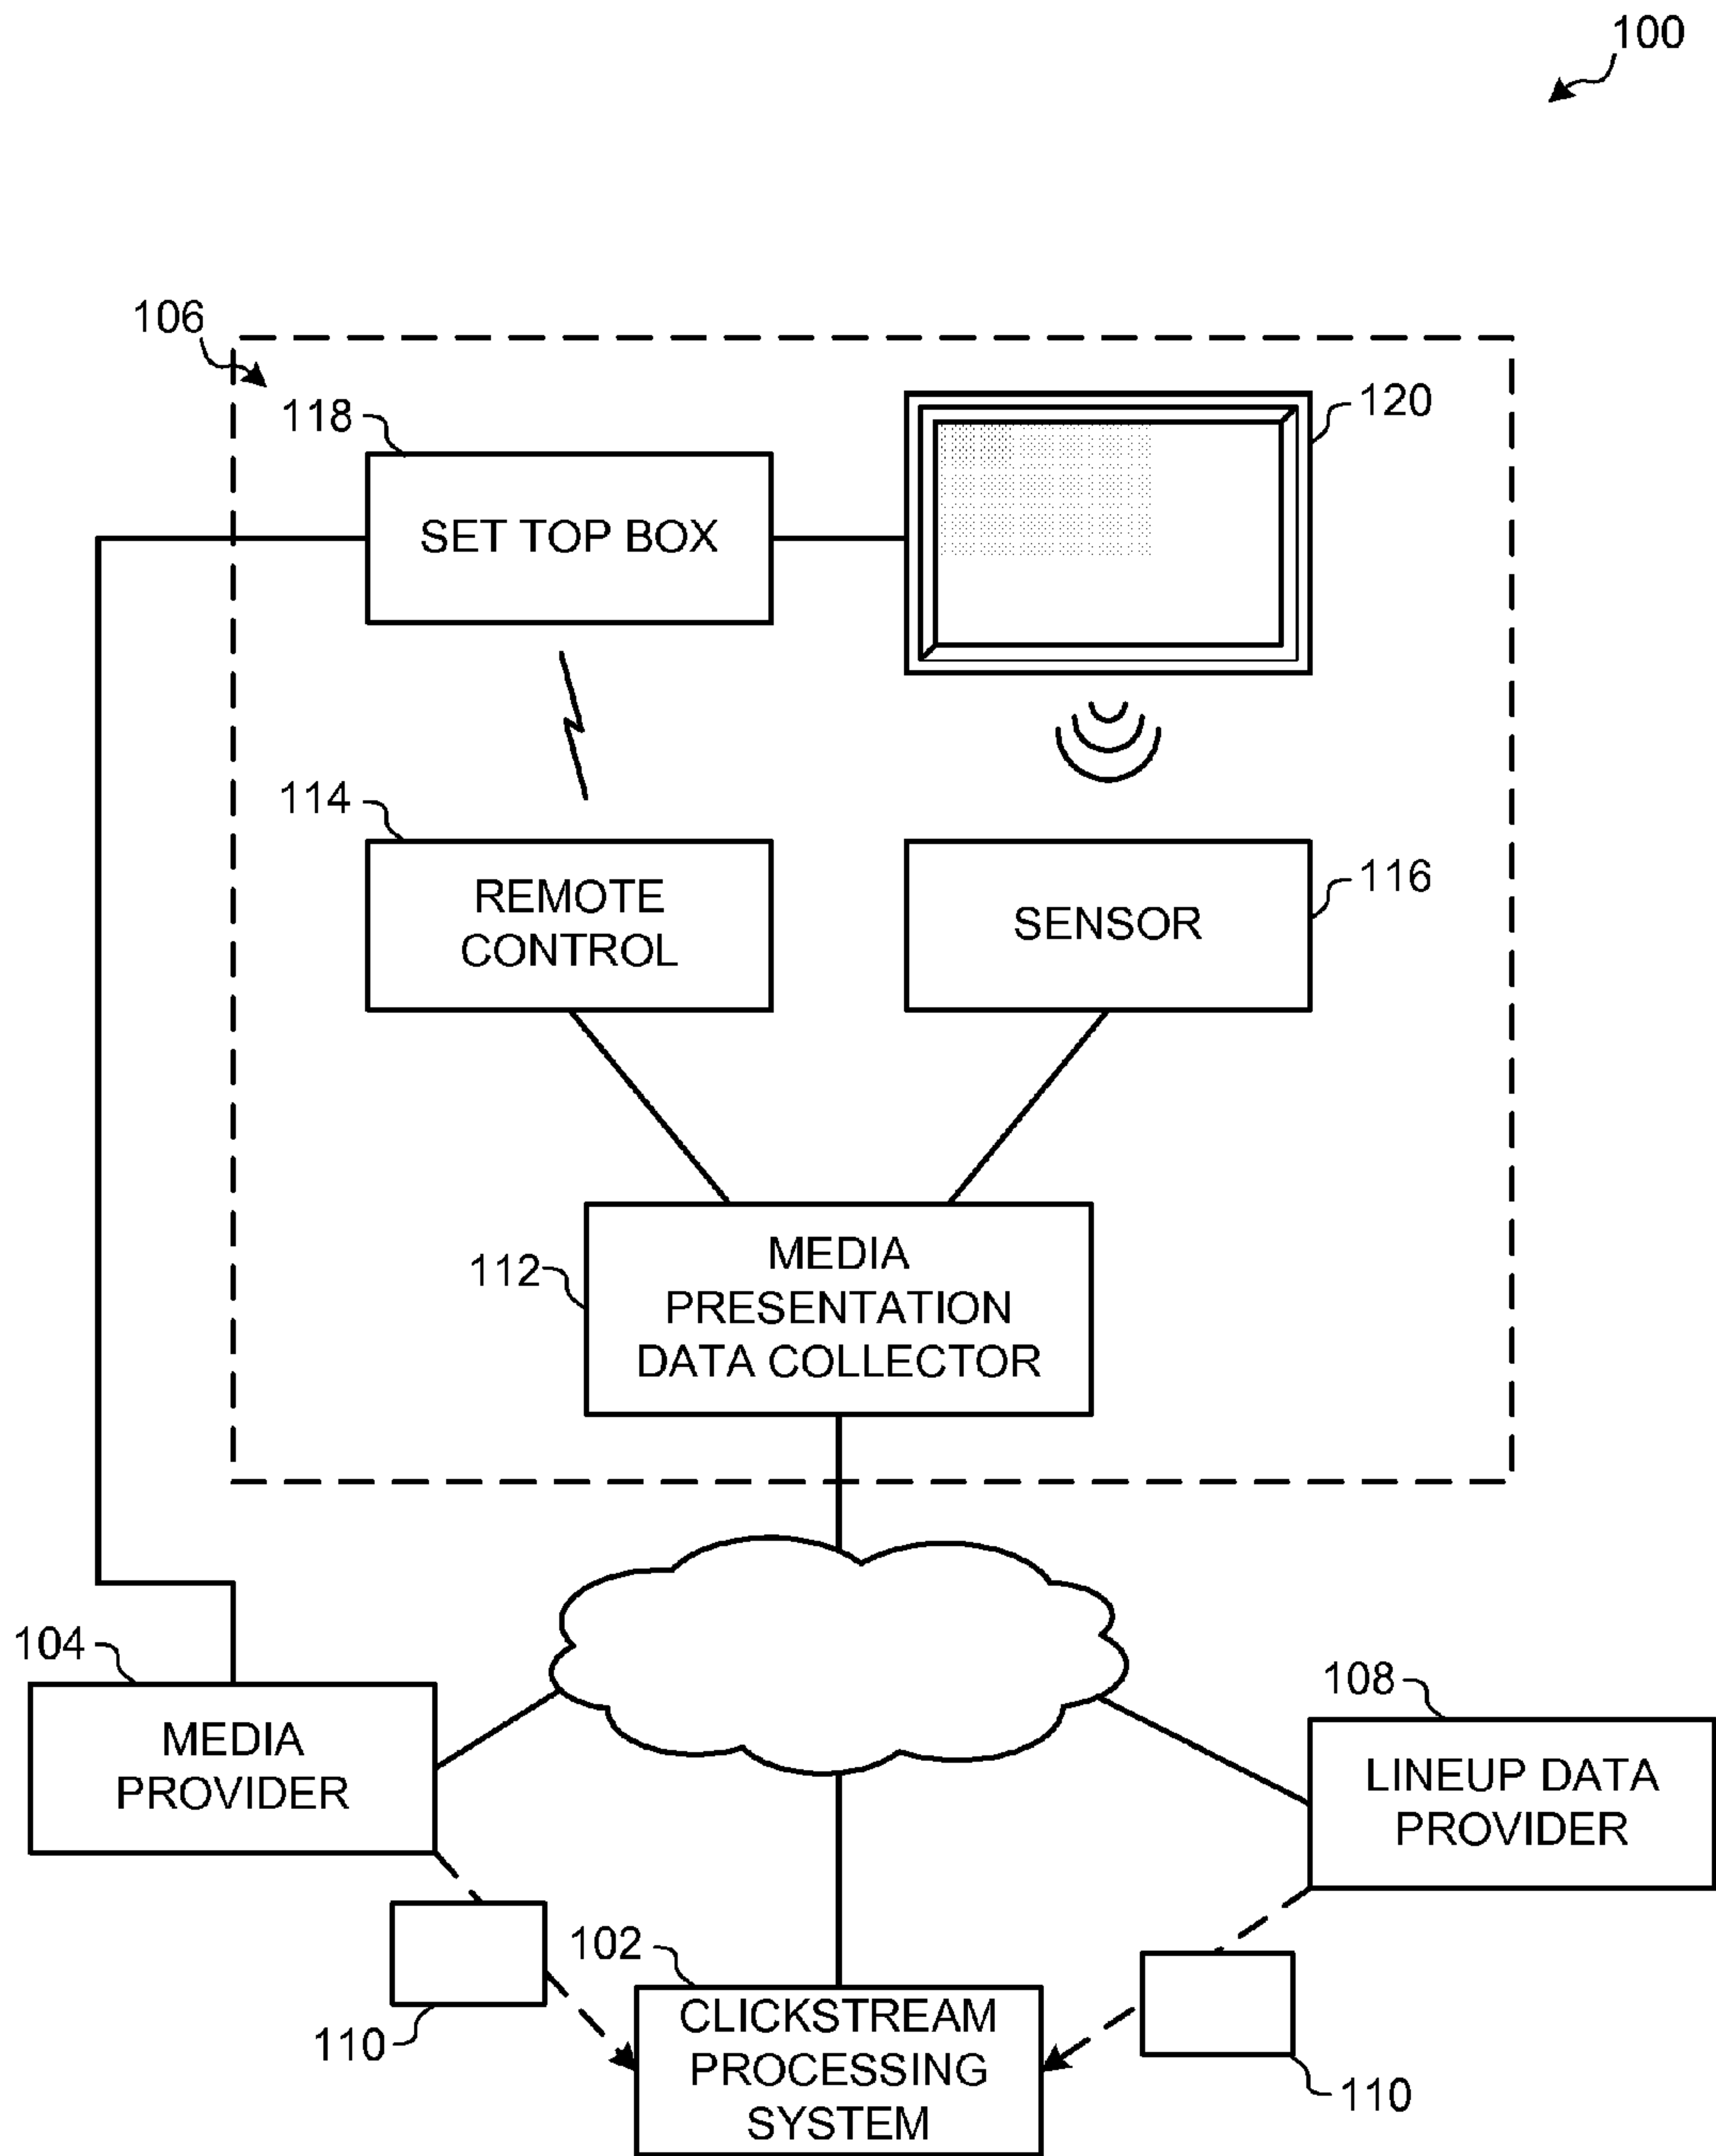 100
106
118
120
SET TOP BOX
114
116
REMOTE
CONTROL
SENSOR
112
MEDIA
PRESENTATION
DATA COLLECTOR
104
108
MEDIA
PROVIDER
LINEUP DATA
PROVIDER
102
110
CLICKSTREAM
PROCESSING
SYSTEM
110